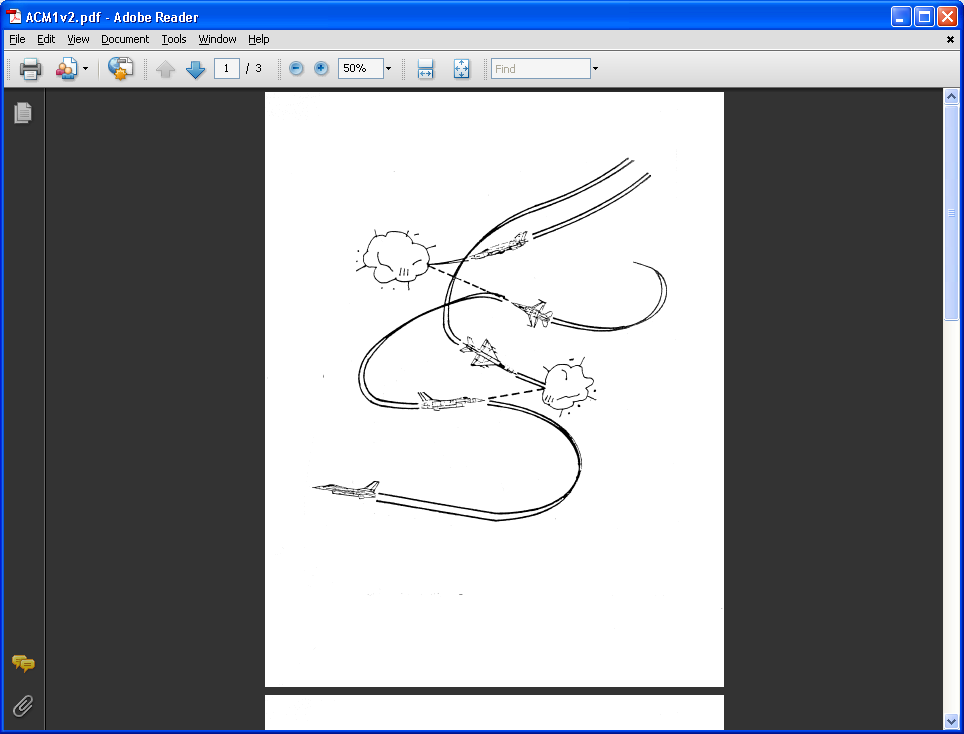 ACM1v2.pdf - Adobe Reader
File Edit View Document Tools Window Help
1 / 3 50% Find